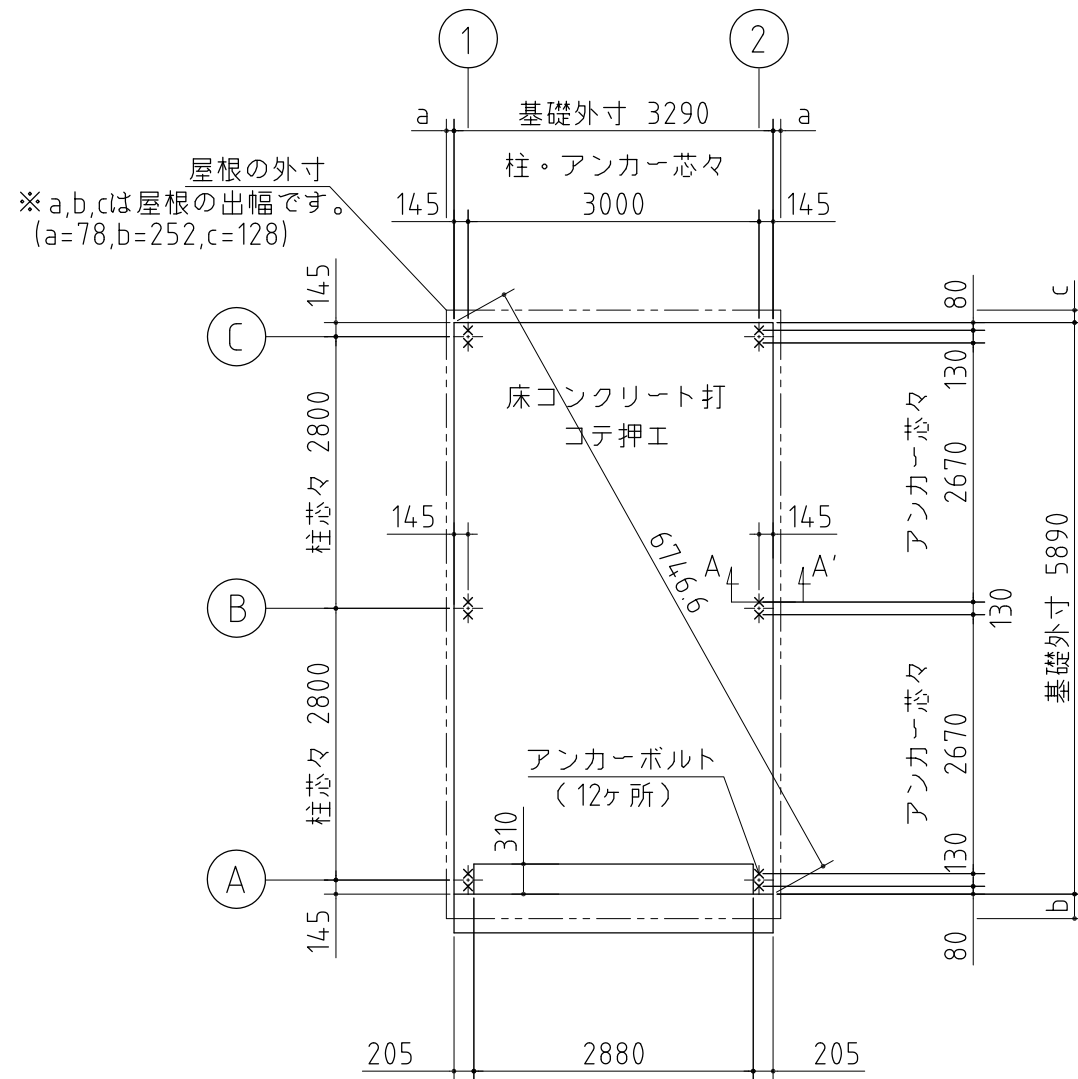 1
2
a
基礎外寸 3290
a
屋根の外寸
柱・アンカー芯々
※a,b,cは屋根の出幅です。
(a=78,b=252,c=128)
145
3000
145
145
80
c
C
130
床コンクリート打
コテ押エ
柱芯々 2800
アンカー芯々
2670
145
145
6746.6
A
A'
B
130
基礎外寸 5890
柱芯々 2800
アンカー芯々
2670
アンカーボルト
(12ヶ所)
310
130
A
145
b
80
205
2880
205